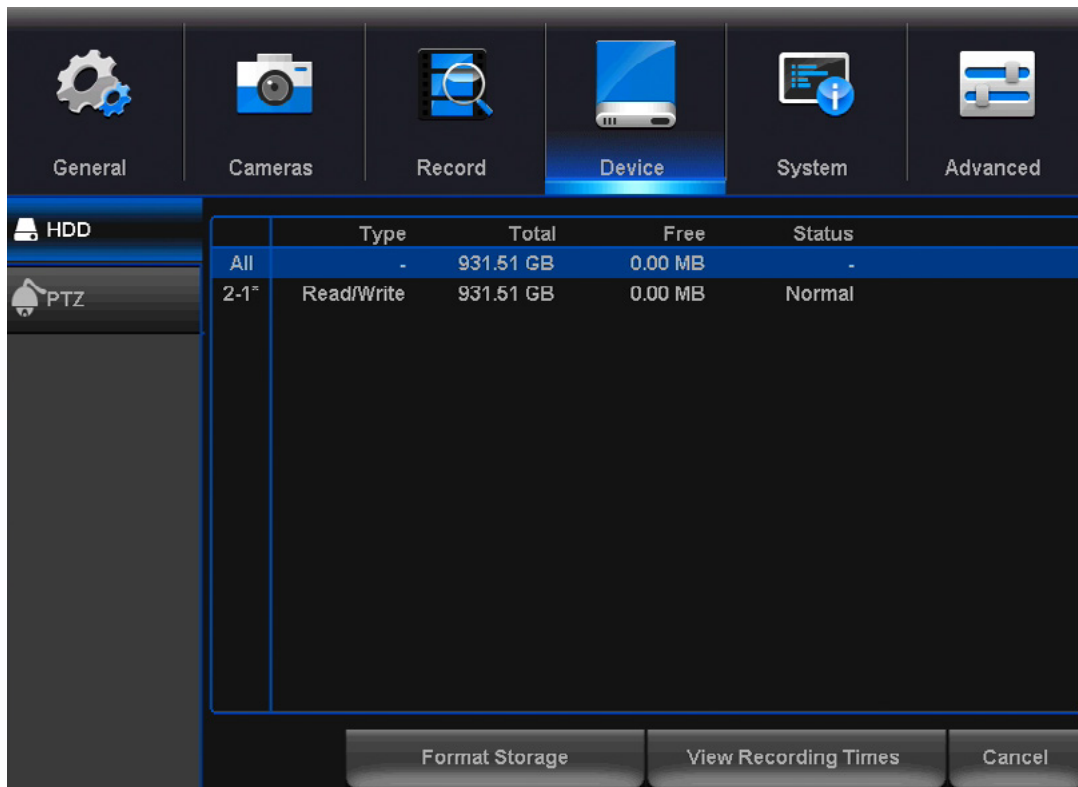 General Cameras Record Device System Advanced
HDD
PTZ
Type Total Free Status
All - 931.51 GB 0.00 MB -
2-1* Read/Write 931.51 GB 0.00 MB Normal
Format Storage View Recording Times Cancel